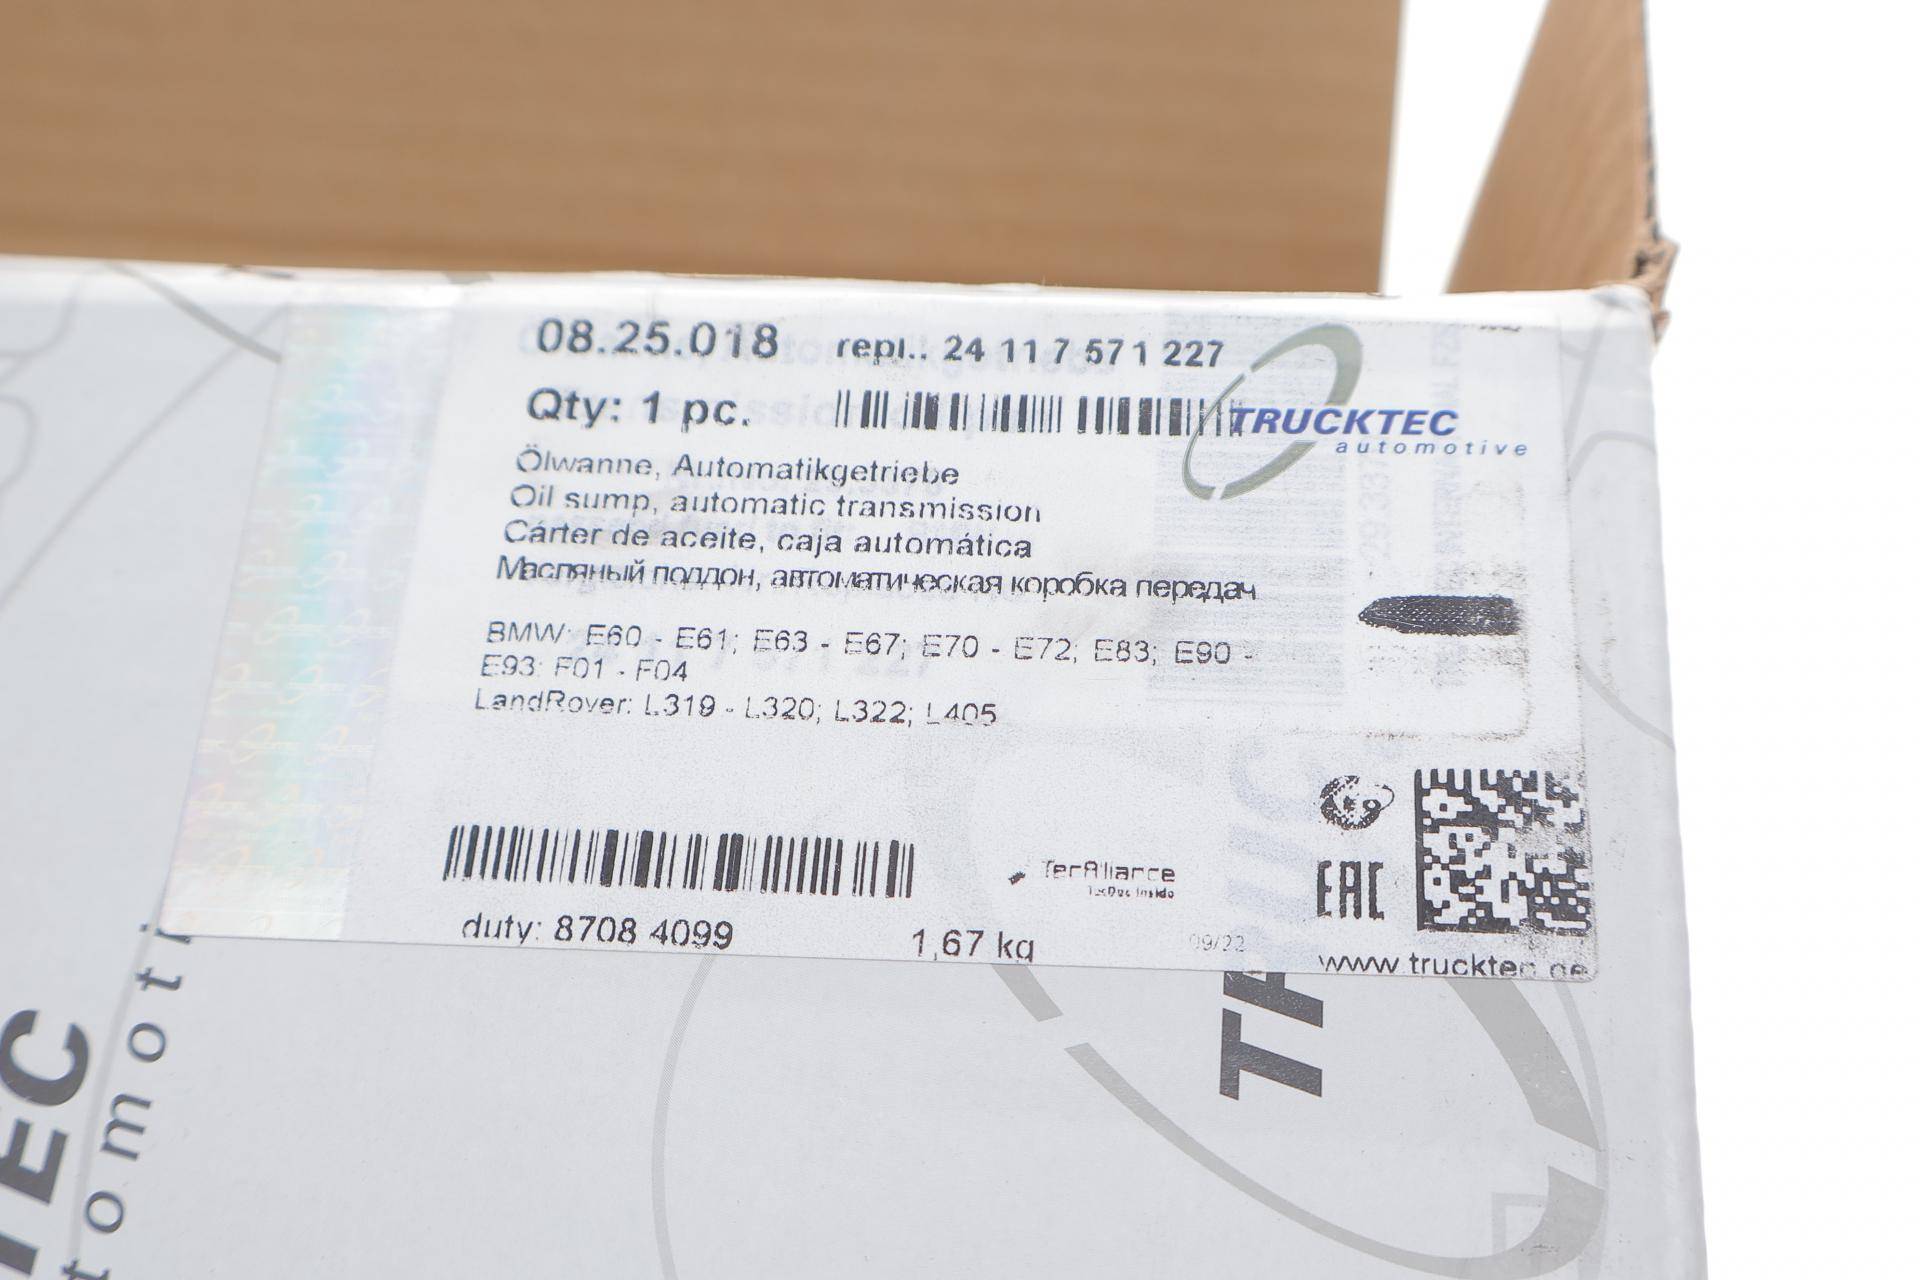 08.25.018 repl.: 24 11 7 571 227
Qty: 1 pc.
TRUCKTEC
automotive
Ölwanne, Automatikgetriebe
Oil sump, automatic transmission
Cárter de aceite, caja automática
Масляный поддон, автоматическая коробка передач
BMW: E60 - E61; E63 - E67; E70 - E72; E83; E90 -
E93; F01 - F04
LandRover: L319 - L320; L322; L405
TecAlliance
TecDoc Inside
EAC
duty: 8708 4099
1,67 kg
09/22
www.trucktec.de